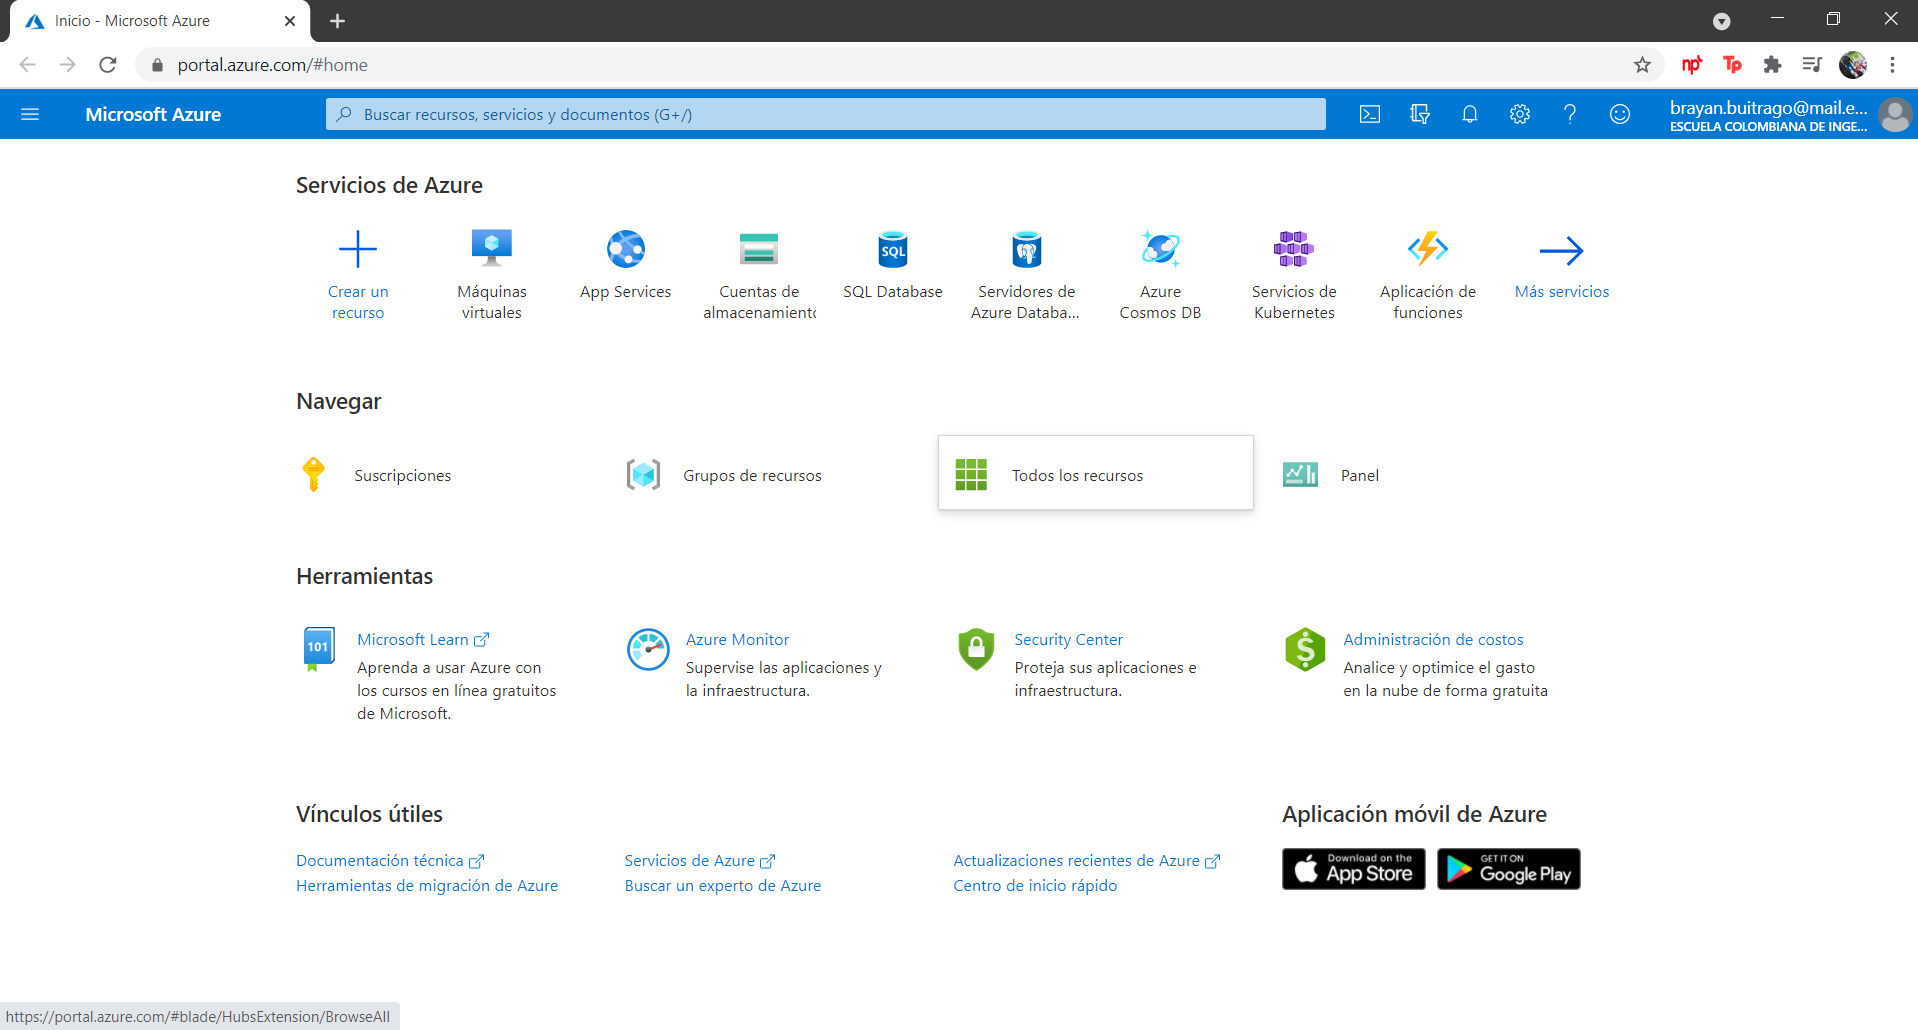 Inicio - Microsoft Azure
portal.azure.com/#home
np
Tp
Microsoft Azure
Buscar recursos, servicios y documentos (G+/)
brayan.buitrago@mail.e...
ESCUELA COLOMBIANA DE INGE...
Servicios de Azure
Crear un
recurso
Máquinas
virtuales
App Services
Cuentas de
almacenamiento
SQL
SQL Database
Servidores de
Azure Databa...
Azure
Cosmos DB
Servicios de
Kubernetes
Aplicación de
funciones
Más servicios
Navegar
Suscripciones
Grupos de recursos
Todos los recursos
Panel
Herramientas
101
Microsoft Learn
Aprenda a usar Azure con
los cursos en línea gratuitos
de Microsoft.
Azure Monitor
Supervise las aplicaciones y
la infraestructura.
Security Center
Proteja sus aplicaciones e
infraestructura.
$
Administración de costos
Analice y optimice el gasto
en la nube de forma gratuita
Vínculos útiles
Documentación técnica
Herramientas de migración de Azure
Servicios de Azure
Buscar un experto de Azure
Actualizaciones recientes de Azure
Centro de inicio rápido
Aplicación móvil de Azure
Download on the
App Store
GET IT ON
Google Play
https://portal.azure.com/#blade/HubsExtension/BrowseAll